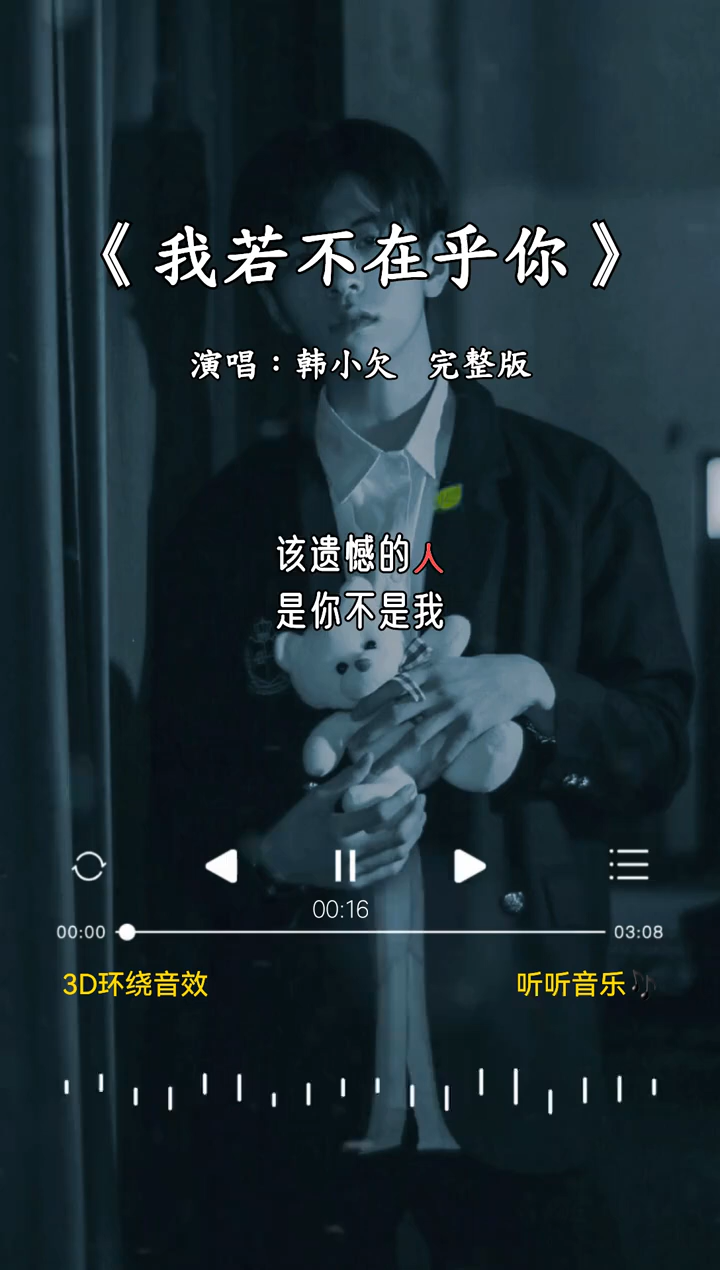 《我若不在乎你》
演唱：韩小欠 完整版
该遗憾的人
是你不是我
00:16
00:00 03:08
3D环绕音效 听听音乐🎶